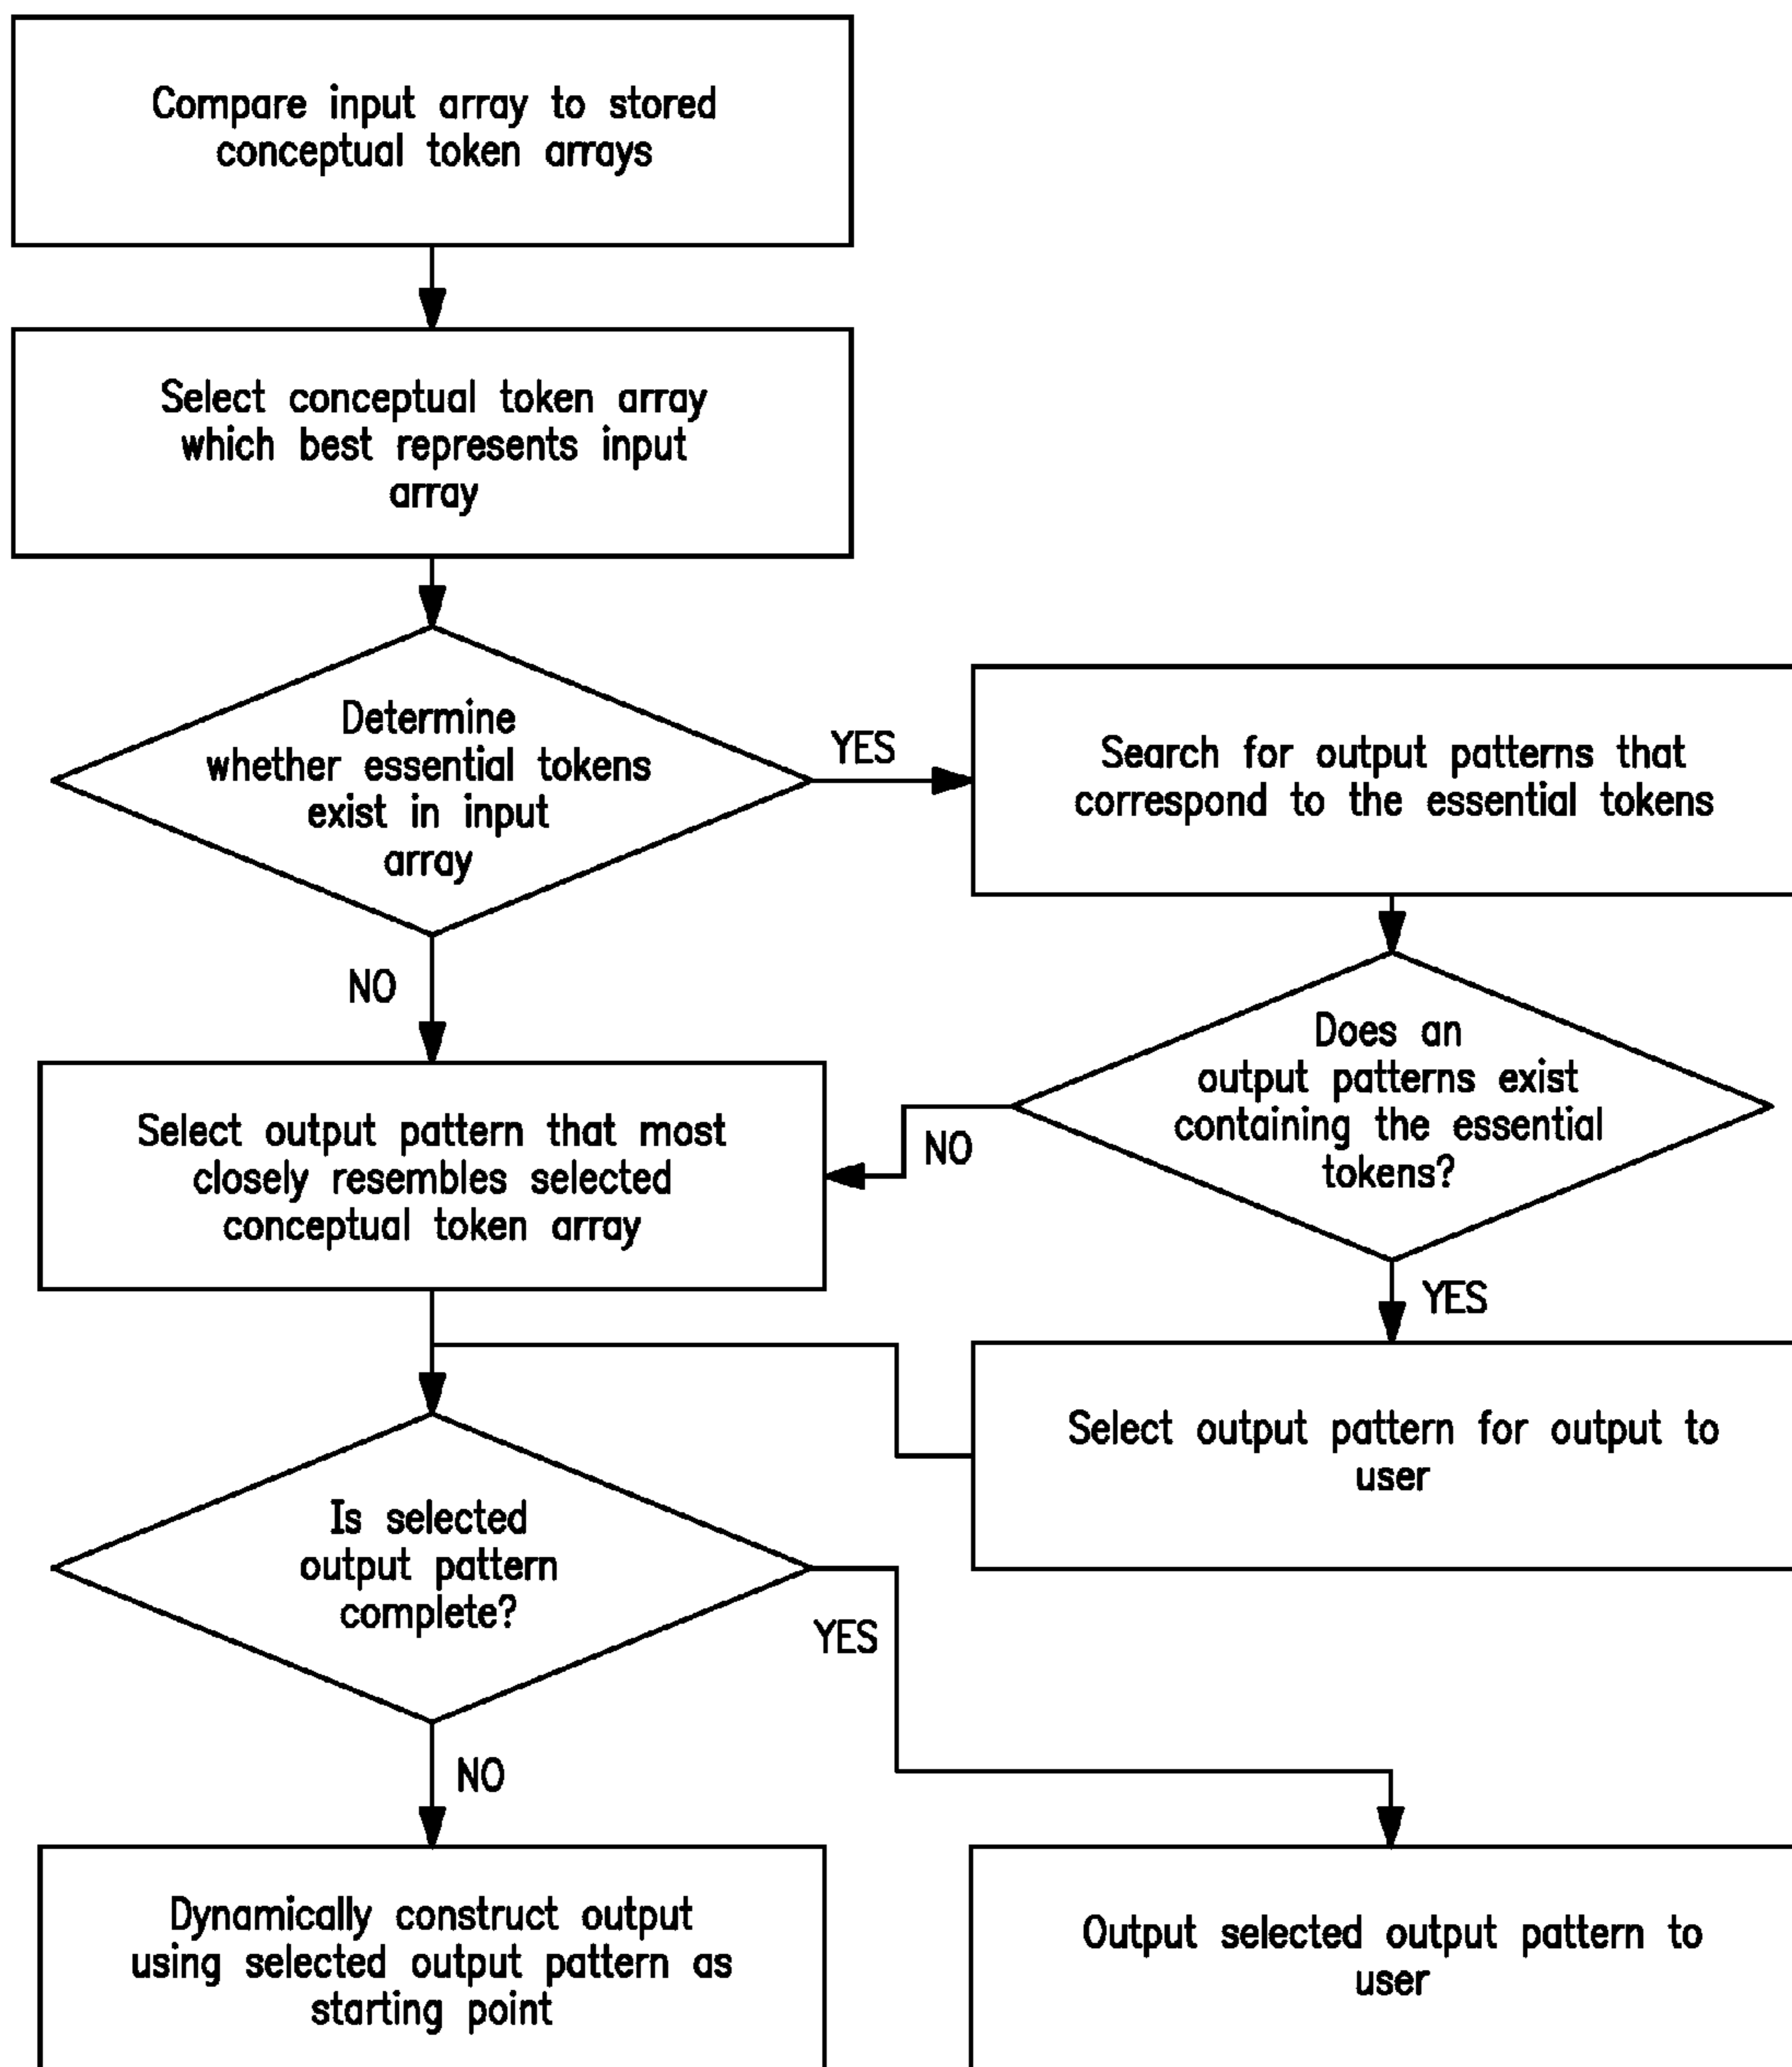 Compare input array to stored
conceptual token arrays
Select conceptual token array
which best represents input
array
Determine
whether essential tokens
exist in input
array
YES
Search for output patterns that
correspond to the essential tokens
NO
Does an
output patterns exist
containing the essential
tokens?
NO
Select output pattern that most
closely resembles selected
conceptual token array
YES
Select output pattern for output to
user
Is selected
output pattern
complete?
YES
NO
Dynamically construct output
using selected output pattern as
starting point
Output selected output pattern to
user